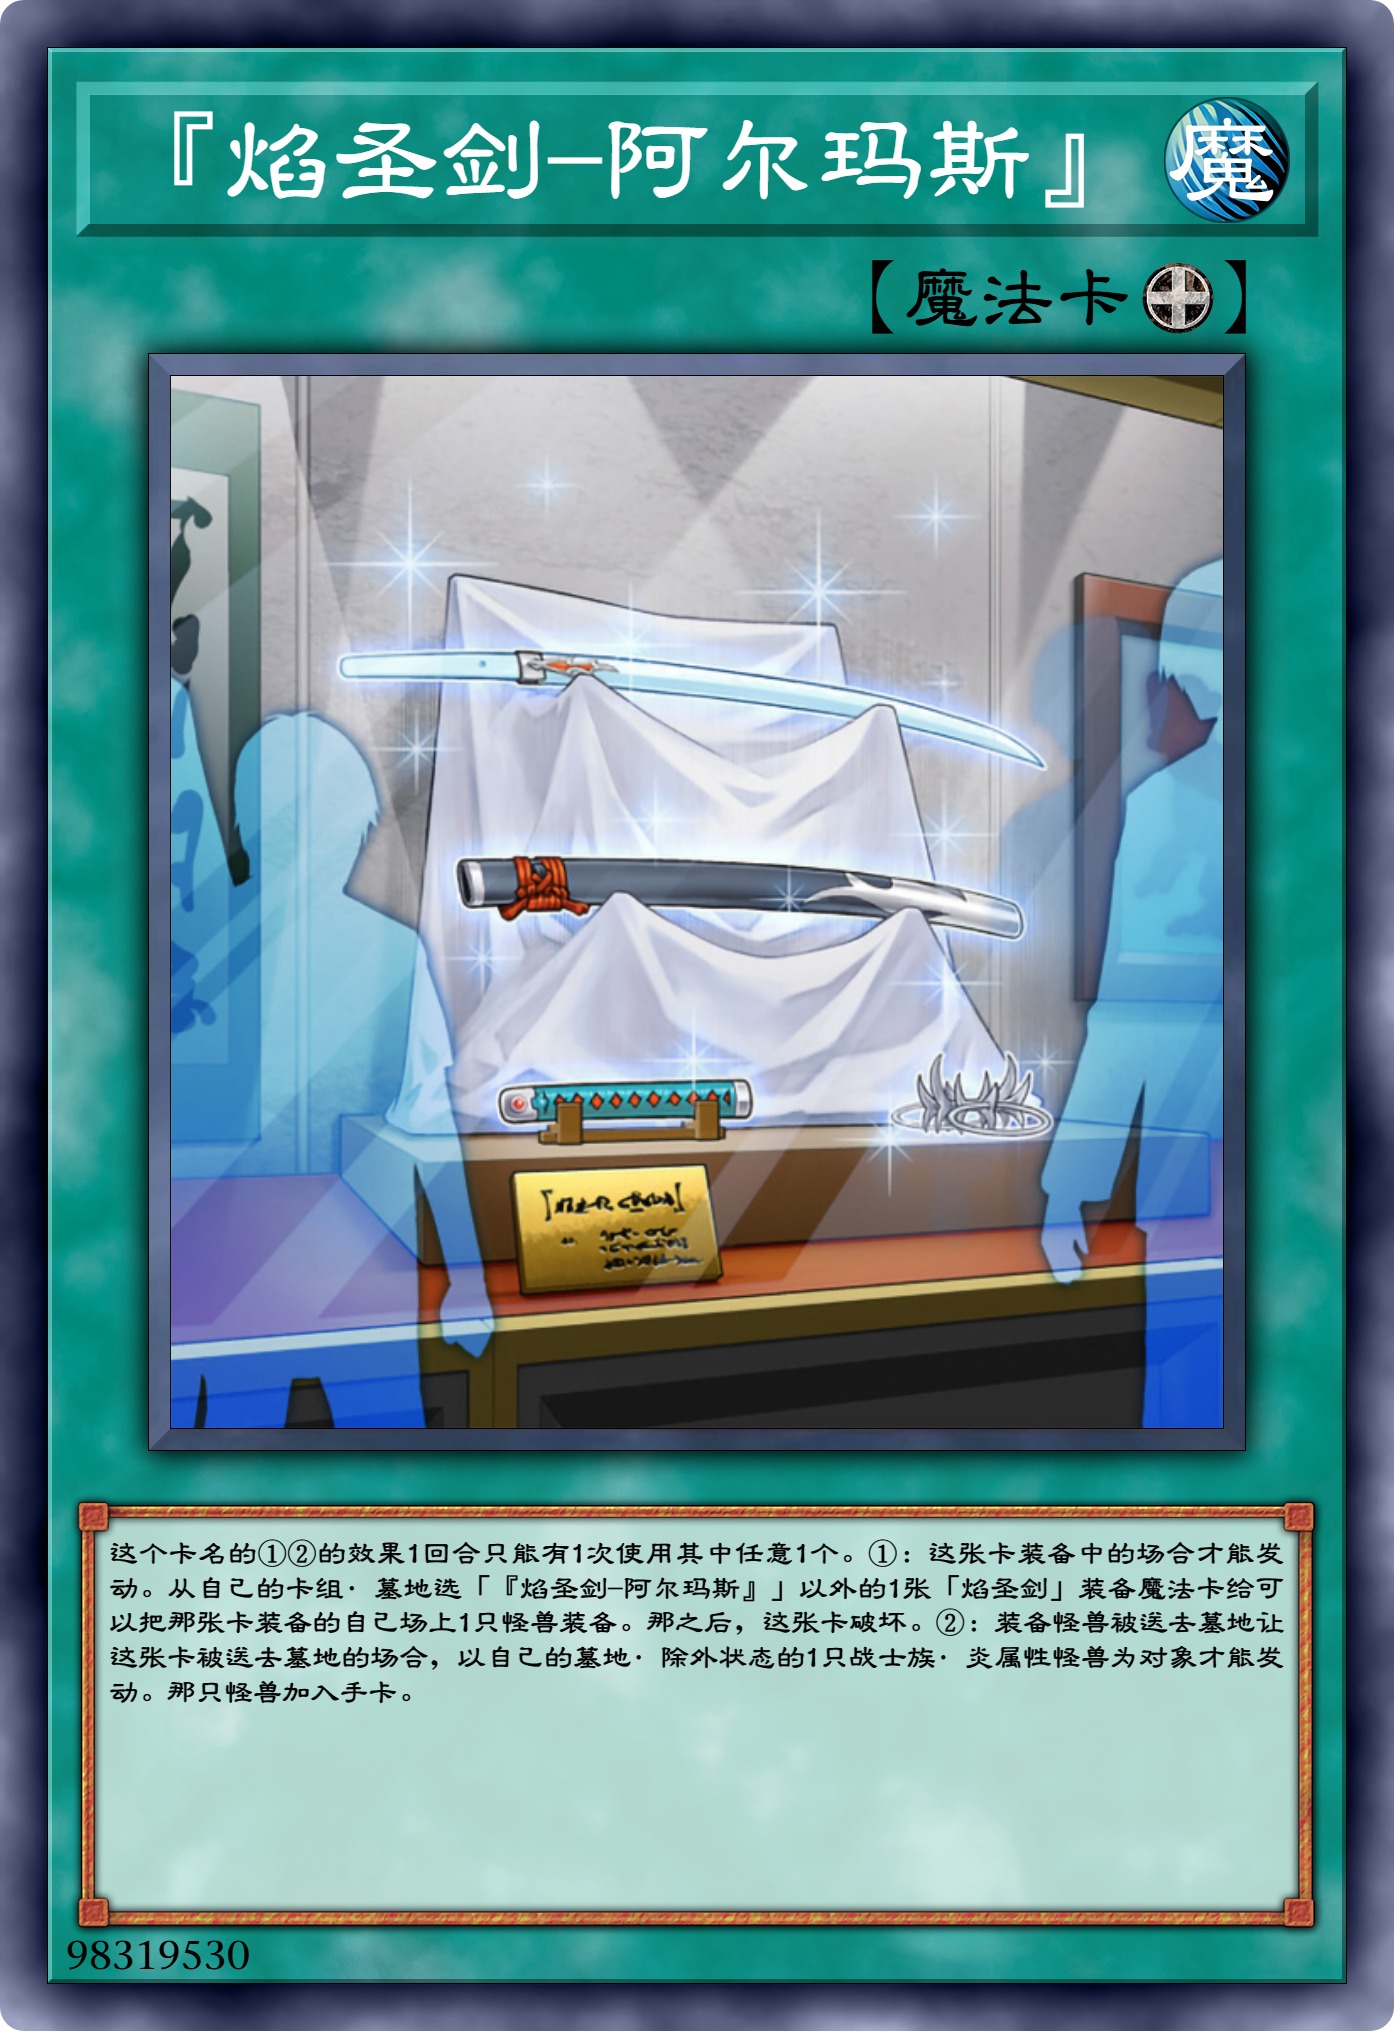 『焰圣剑-阿尔玛斯』 魔
【魔法卡】
这个卡名的①②的效果1回合只能有1次使用其中任意1个。①：这张卡装备中的场合才能发
动。从自己的卡组·墓地选「『焰圣剑-阿尔玛斯』」以外的1张「焰圣剑」装备魔法卡给可
以把那张卡装备的自己场上1只怪兽装备。那之后，这张卡破坏。②：装备怪兽被送去墓地让
这张卡被送去墓地的场合，以自己的墓地·除外状态的1只战士族·炎属性怪兽为对象才能发
动。那只怪兽加入手卡。
98319530